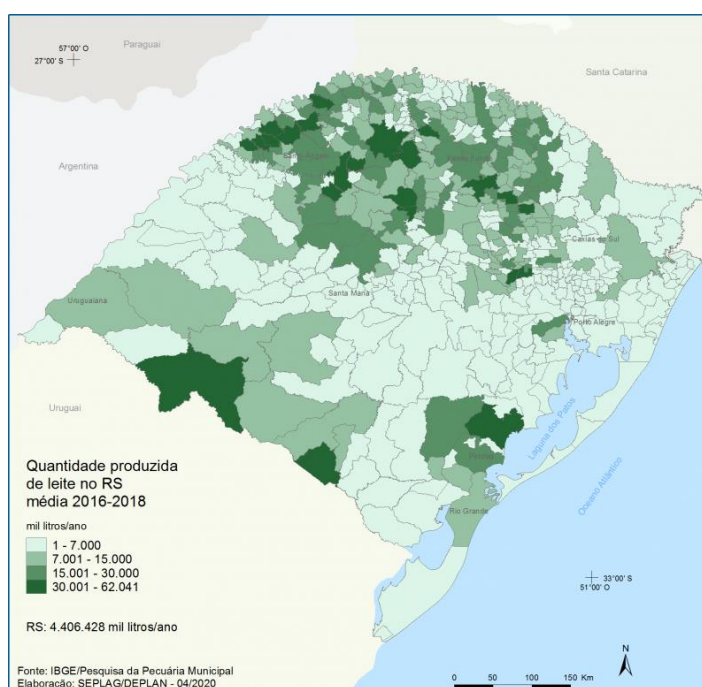 Paraguai
57°00' O
27°00' S
Santa Catarina
Argentina
Santo Ângelo
Passo Fundo
Caxias do Sul
Uruguaiana
Santa Maria
Porto Alegre
Uruguai
Laguna dos Patos
Pelotas
Oceano Atlântico
Rio Grande
Quantidade produzida
de leite no RS
média 2016-2018
mil litros/ano
1 - 7.000
7.001 - 15.000
15.001 - 30.000
30.001 - 62.041
33°00' S
51°00' O
RS: 4.406.428 mil litros/ano
N
Fonte: IBGE/Pesquisa da Pecuária Municipal
Elaboração: SEPLAG/DEPLAN - 04/2020
0 50 100 150 Km